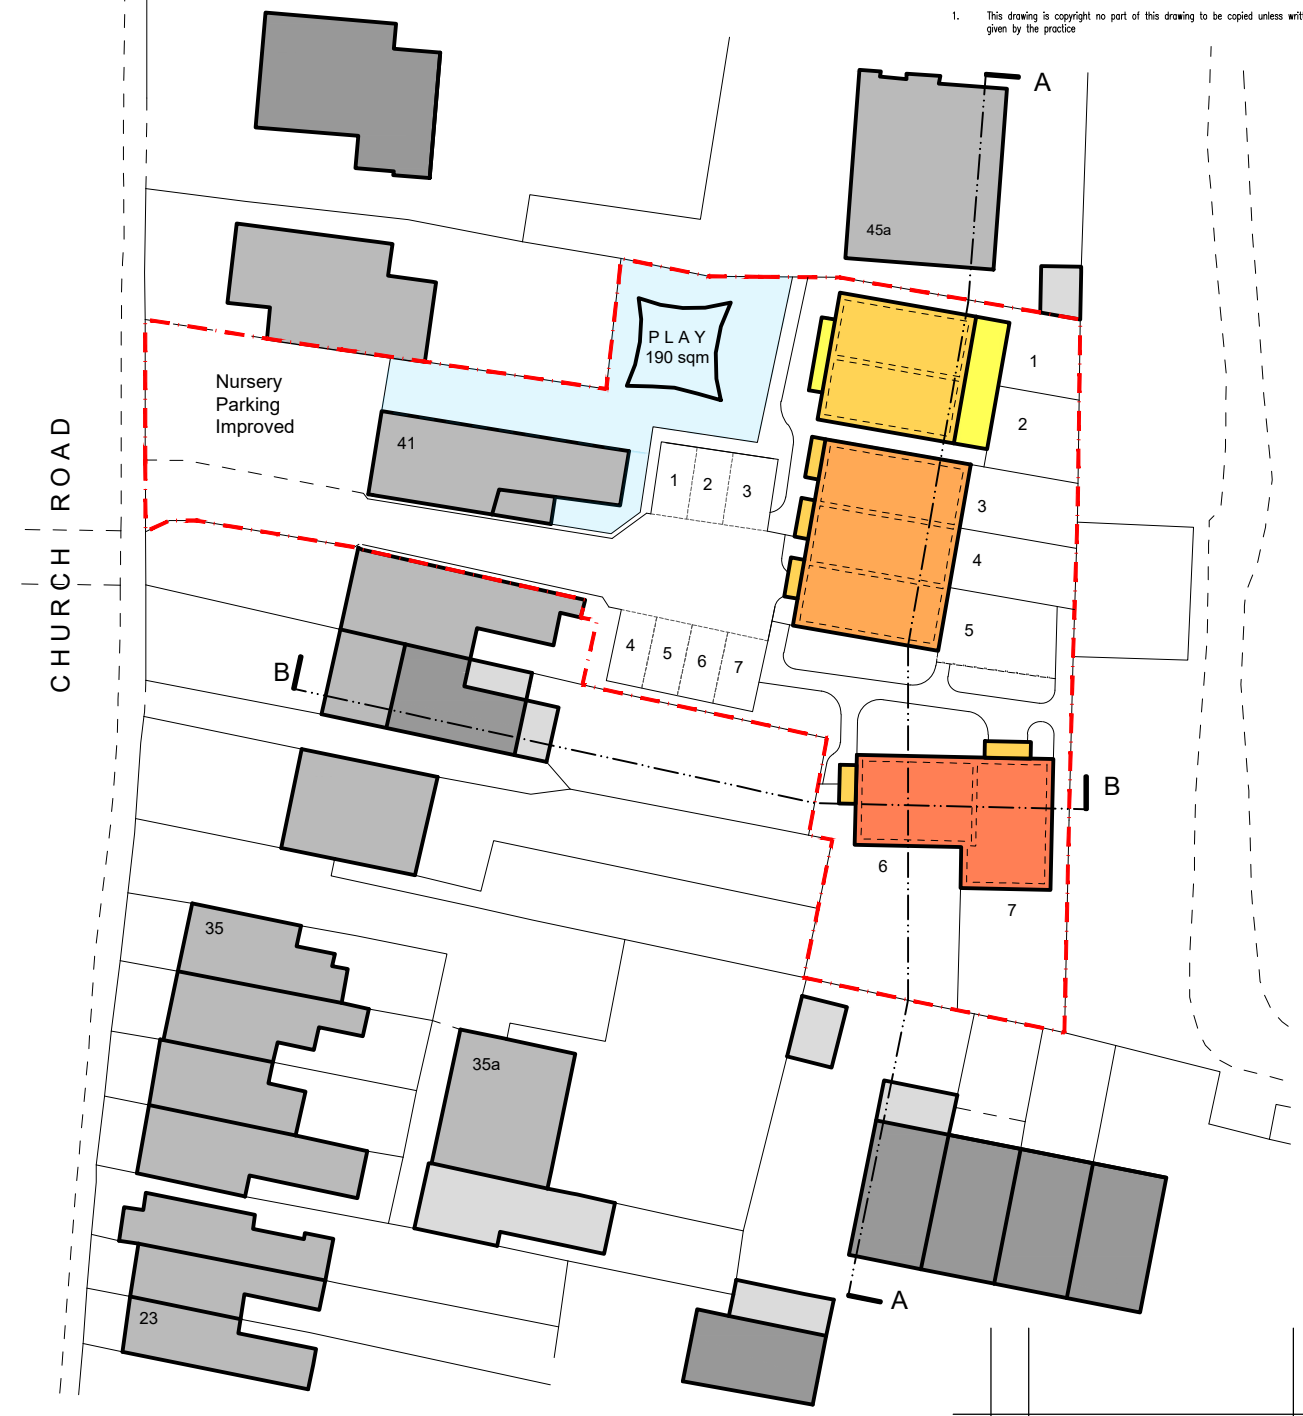 1. This drawing is copyright no part of this drawing to be copied unless writ
given by the practice
A
45a
PLAY
190 sqm
1
2
Nursery
Parking
Improved
41
1 2 3
3
4
5
CHURCH ROAD
4 5 6 7
B
B
6
7
35
35a
23
A